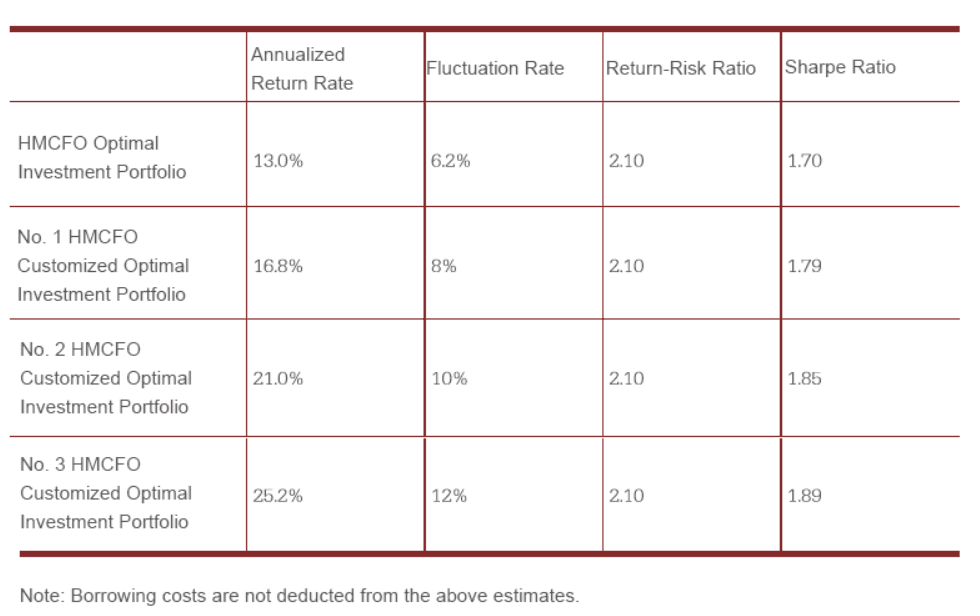 Annualized
Return Rate
Fluctuation Rate
Return-Risk Ratio
Sharpe Ratio
HMCFO Optimal
Investment Portfolio
13.0%
6.2%
2.10
1.70
No. 1 HMCFO
Customized Optimal
Investment Portfolio
16.8%
8%
2.10
1.79
No. 2 HMCFO
Customized Optimal
Investment Portfolio
21.0%
10%
2.10
1.85
No. 3 HMCFO
Customized Optimal
Investment Portfolio
25.2%
12%
2.10
1.89
Note: Borrowing costs are not deducted from the above estimates.